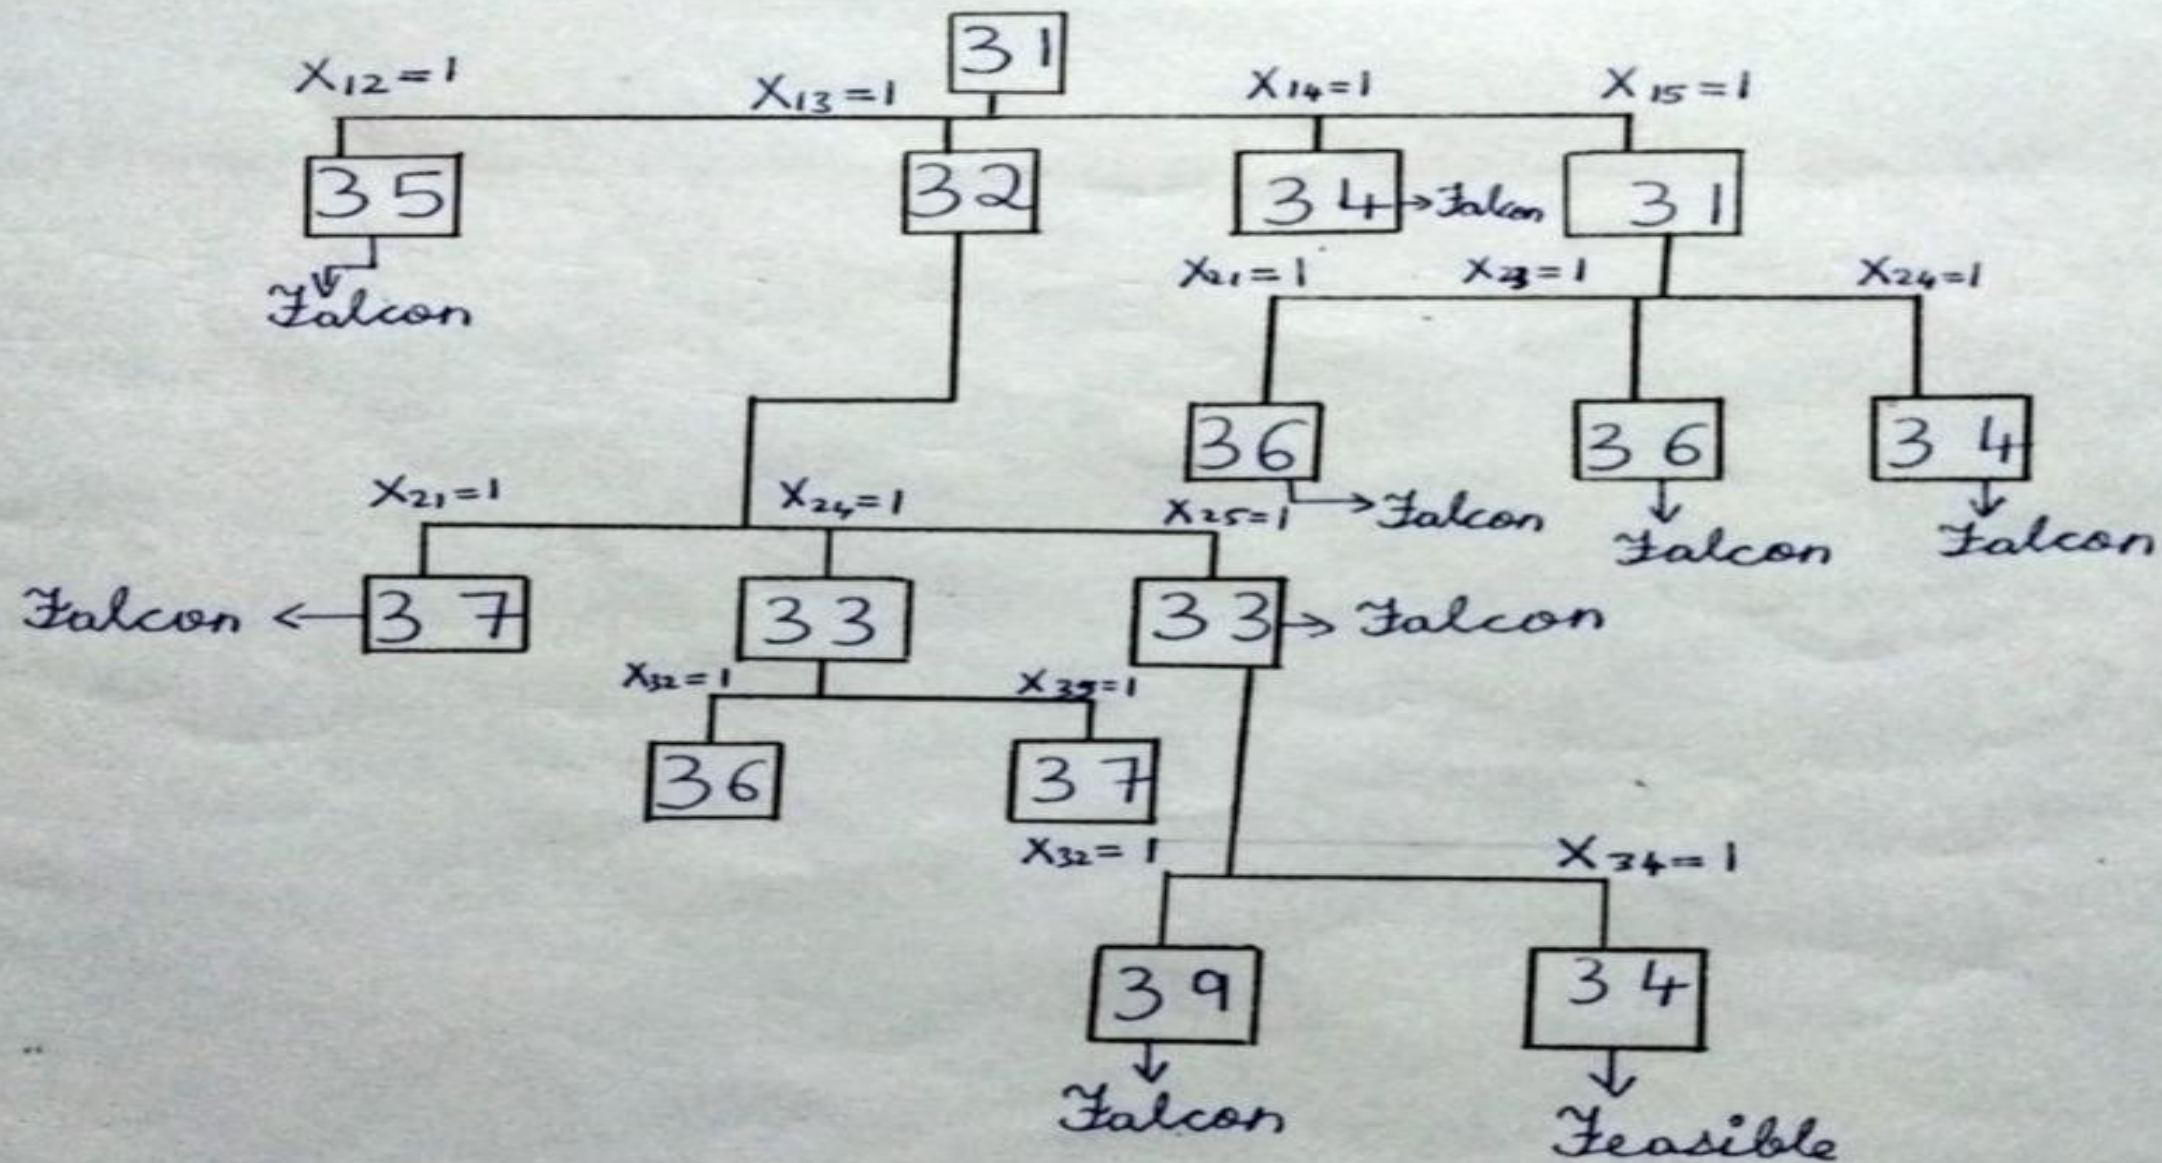 31
X12=1 X13=1 X14=1 X15=1
35 32 34 Falcon 31
Falcon
X21=1 X23=1 X24=1
36 36 34
Falcon Falcon Falcon
X21=1 X24=1 X25=1
Falcon 37 33 33 Falcon
X32=1 X35=1
36 37
X32=1 X34=1
39 34
Falcon Feasible